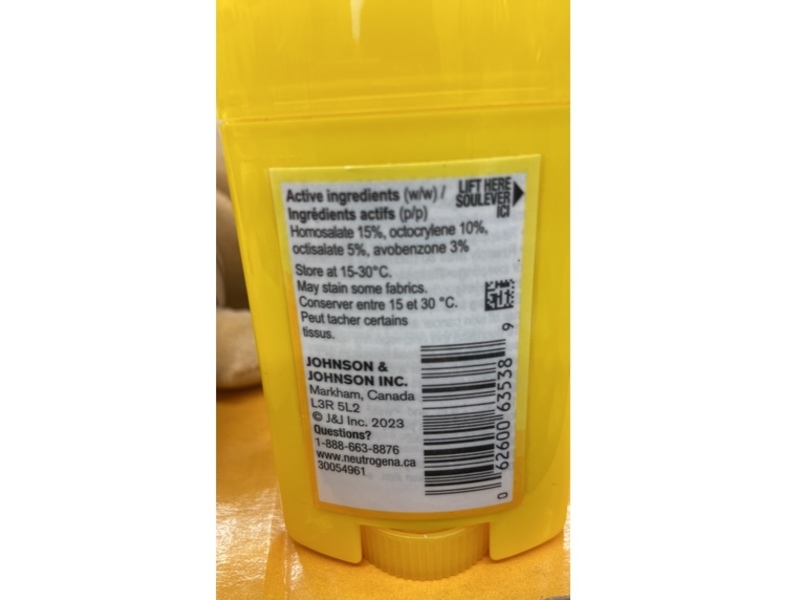 Active ingredients (w/w) /
Ingrédients actifs (p/p)
Homosalate 15%, octocrylene 10%,
octisalate 5%, avobenzone 3%
LIFT HERE
SOULEVER
ICI
Store at 15-30°C.
May stain some fabrics.
Conserver entre 15 et 30 °C.
Peut tacher certains
tissus.
JOHNSON &
JOHNSON INC.
Markham, Canada
L3R 5L2
© J&J Inc. 2023
Questions?
1-888-663-8876
www.neutrogena.ca
30054961
0 62600 63538 9